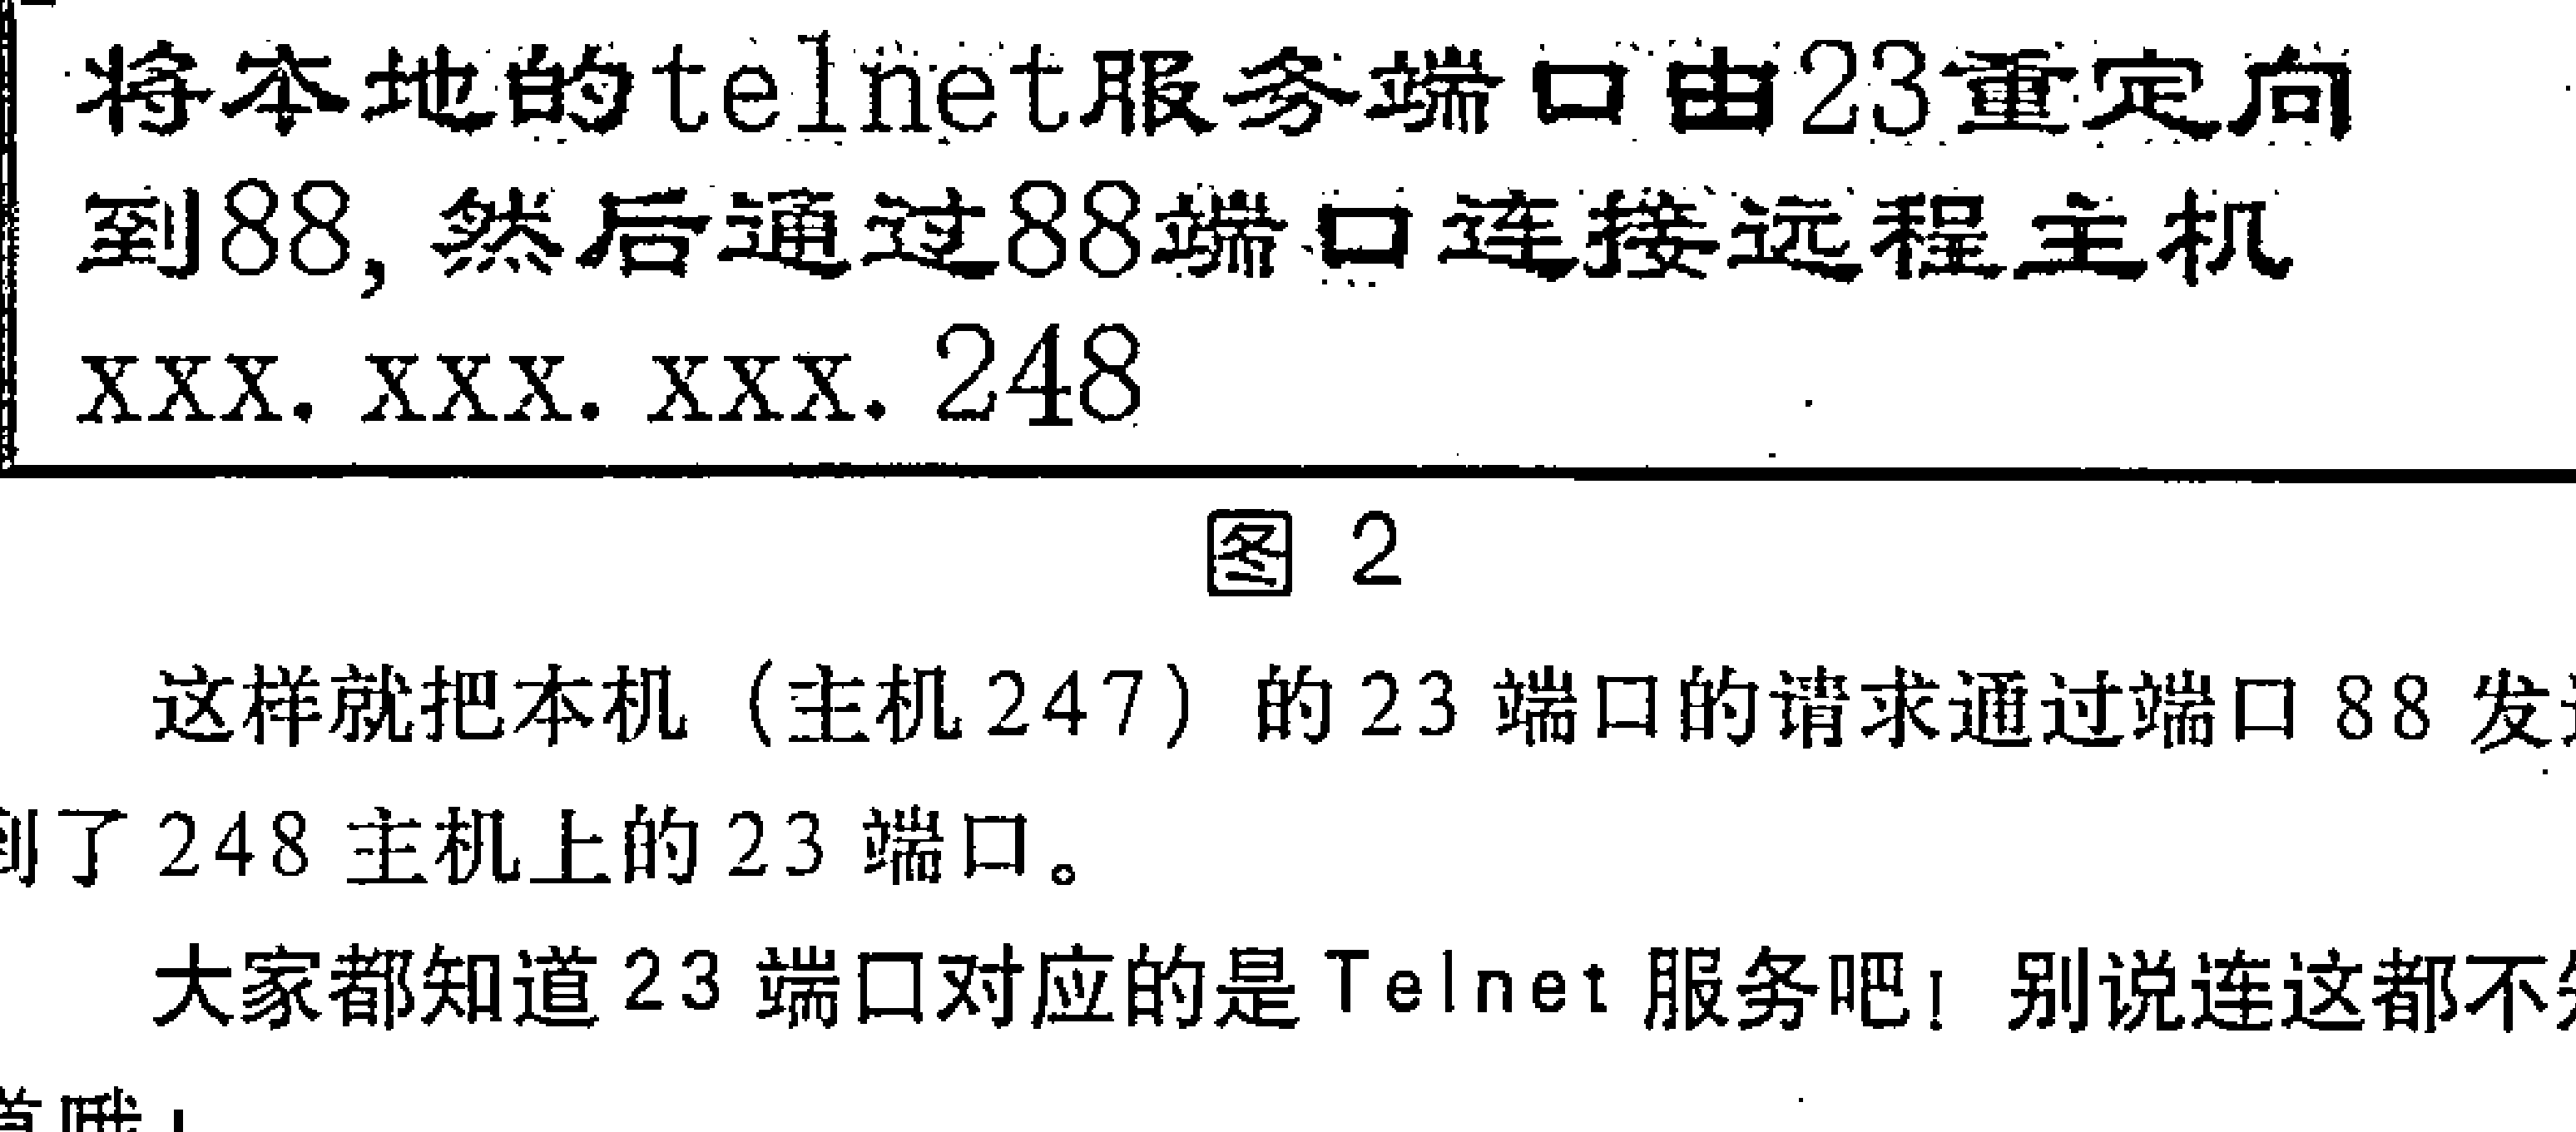 将本地的telnet服务端口由23重定向
到88,然后通过88端口连接远程主机
xxx. xxx. xxx. 248
图 2
这样就把本机（主机247）的23端口的请求通过端口88发
到了248主机上的23端口。
大家都知道23端口对应的是Telnet服务吧！别说连这都不
道哦！